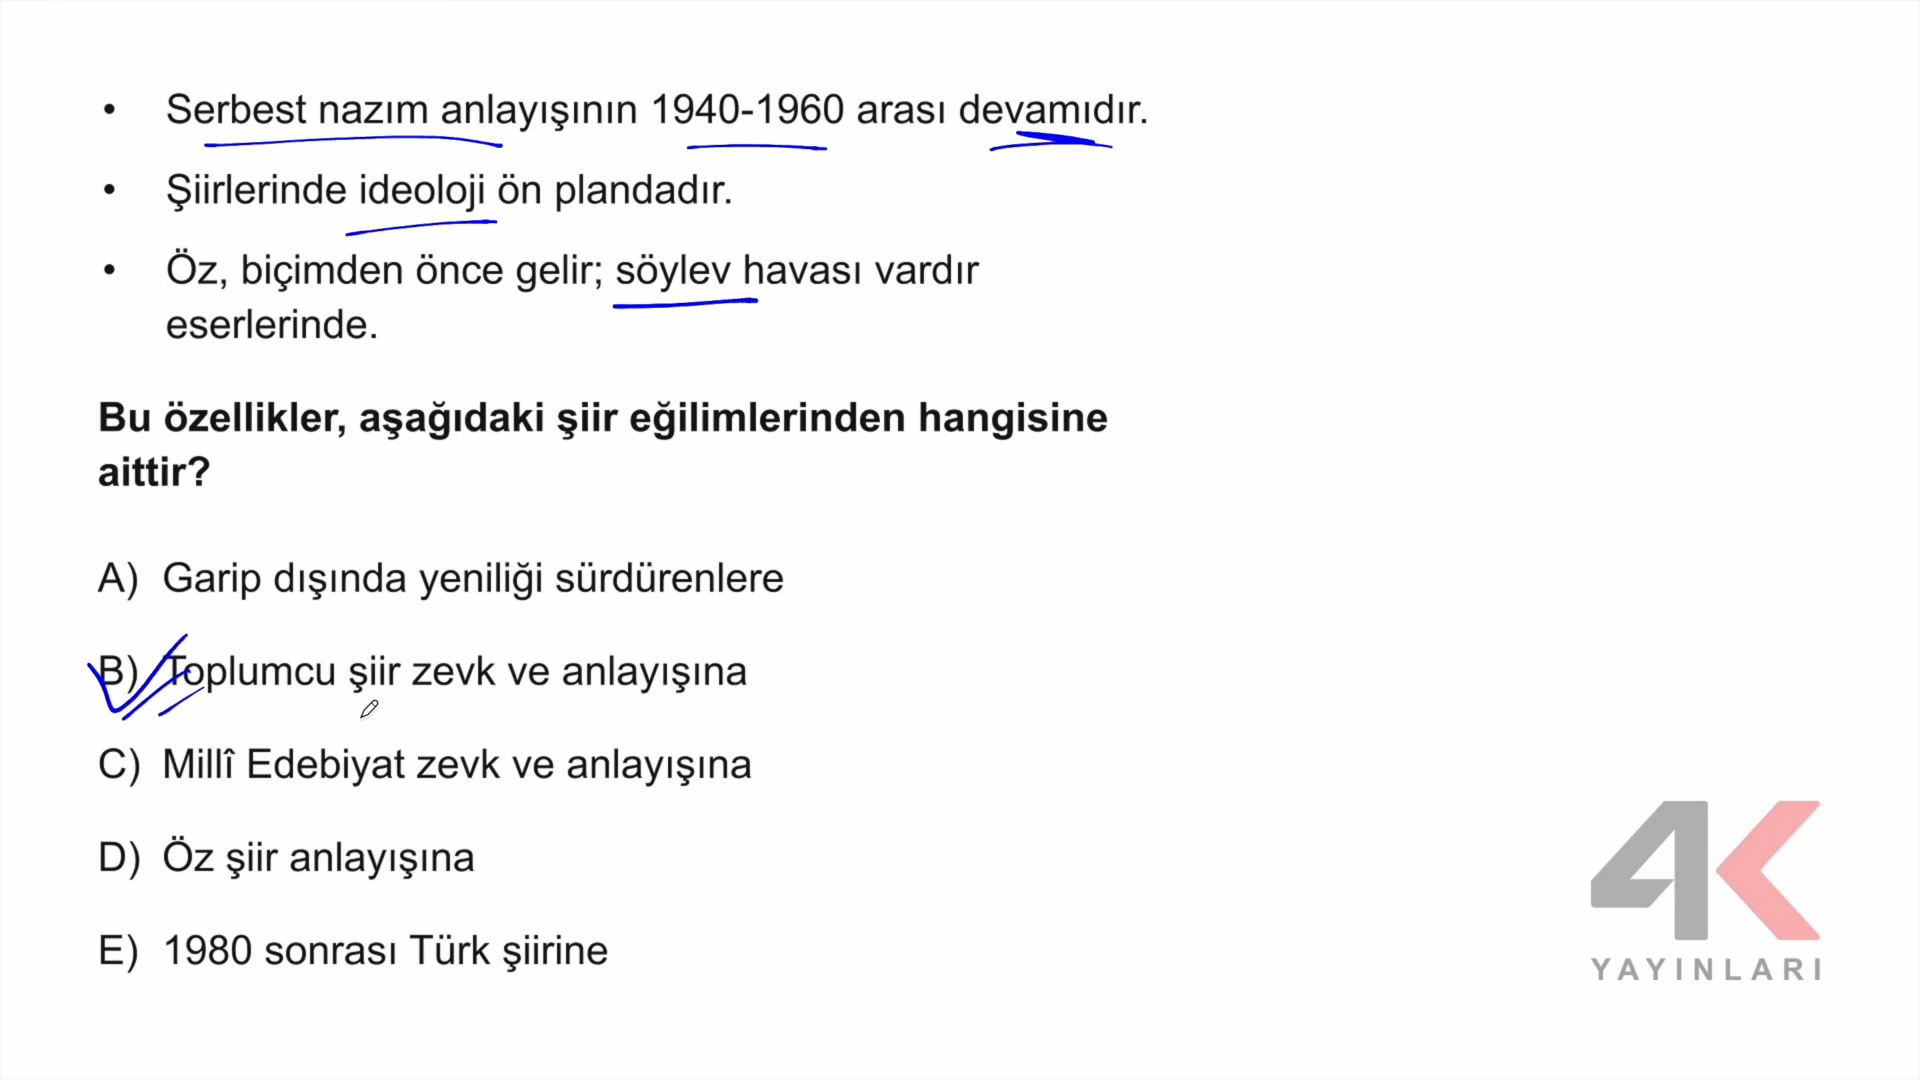 • Serbest nazım anlayışının 1940-1960 arası devamıdır.
• Şiirlerinde ideoloji ön plandadır.
• Öz, biçimden önce gelir; söylev havası vardır
eserlerinde.
Bu özellikler, aşağıdaki şiir eğilimlerinden hangisine
aittir?
A) Garip dışında yeniliği sürdürenlere
B) Toplumcu şiir zevk ve anlayışına
C) Millî Edebiyat zevk ve anlayışına
D) Öz şiir anlayışına
E) 1980 sonrası Türk şiirine
4K
YAYINLARI